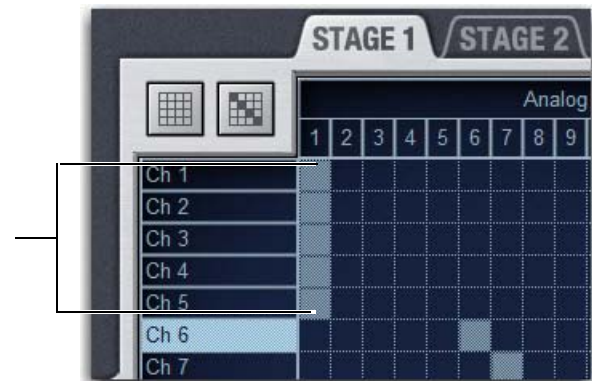 STAGE 1 STAGE 2
Analog
1 2 3 4 5 6 7 8 9
Ch 1
Ch 2
Ch 3
Ch 4
Ch 5
Ch 6
Ch 7